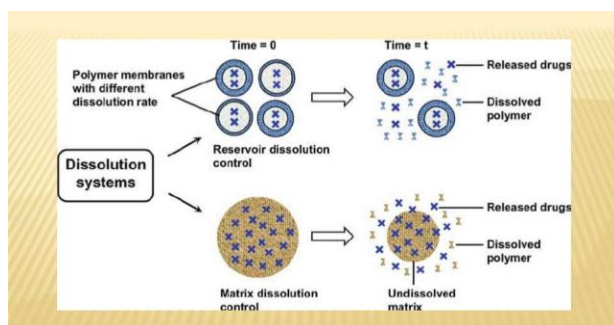 Time = 0
Time = t
Polymer membranes
with different
dissolution rate
Released drugs
Dissolved
polymer
Reservoir dissolution
control
Dissolution
systems
Released drugs
Dissolved
polymer
Matrix dissolution
control
Undissolved
matrix